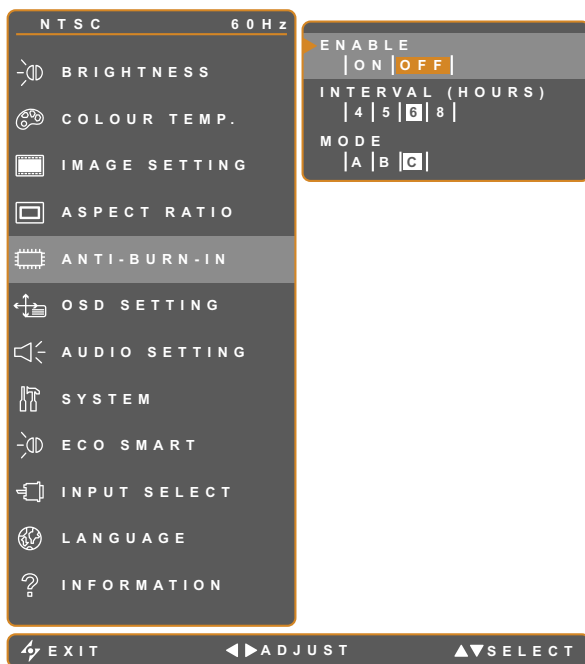 NTSC 60Hz
BRIGHTNESS
COLOUR TEMP.
IMAGE SETTING
ASPECT RATIO
ANTI-BURN-IN
OSD SETTING
AUDIO SETTING
SYSTEM
ECO SMART
INPUT SELECT
LANGUAGE
INFORMATION
ENABLE
ON OFF
INTERVAL (HOURS)
4 5 6 8
MODE
A B C
EXIT ADJUST SELECT